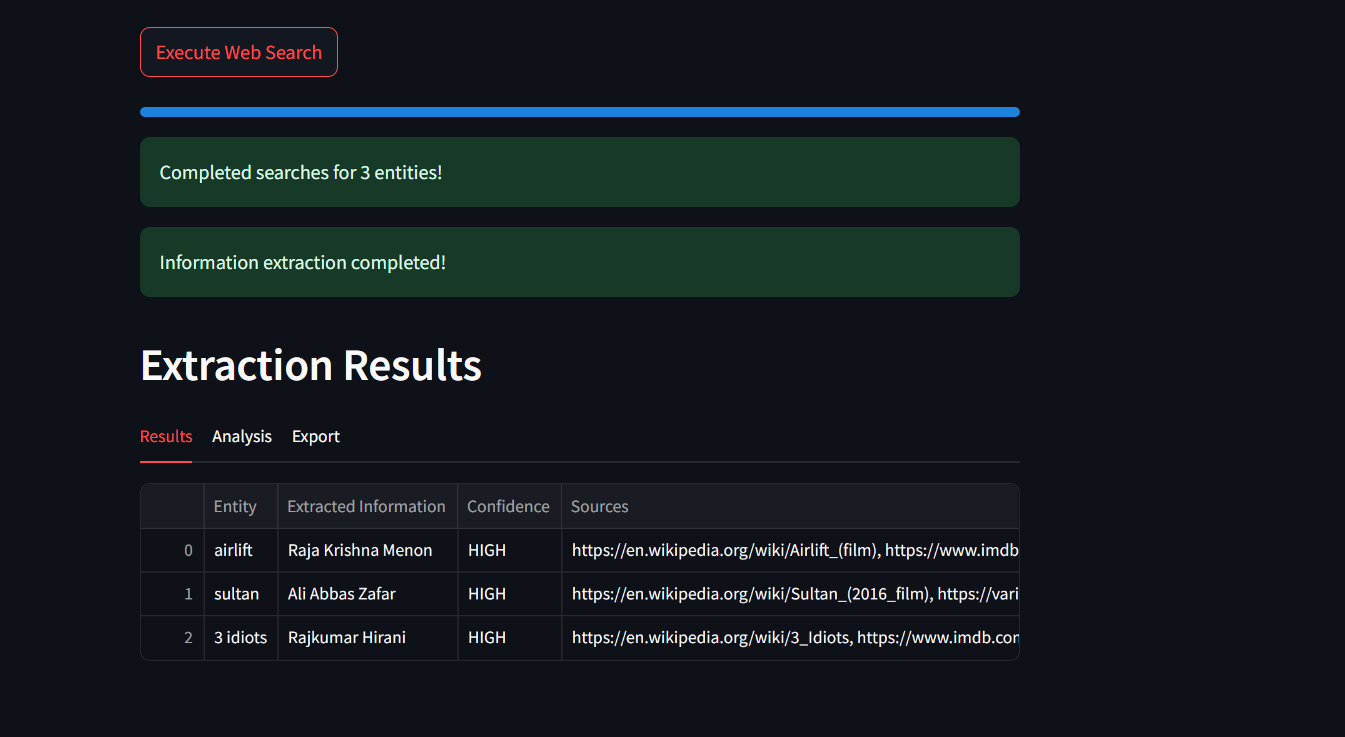 Execute Web Search
Completed searches for 3 entities!
Information extraction completed!
Extraction Results
Results Analysis Export
Entity Extracted Information Confidence Sources
0 airlift Raja Krishna Menon HIGH https://en.wikipedia.org/wiki/Airlift_(film), https://www.imdb
1 sultan Ali Abbas Zafar HIGH https://en.wikipedia.org/wiki/Sultan_(2016_film), https://vari
2 3 idiots Rajkumar Hirani HIGH https://en.wikipedia.org/wiki/3_Idiots, https://www.imdb.con